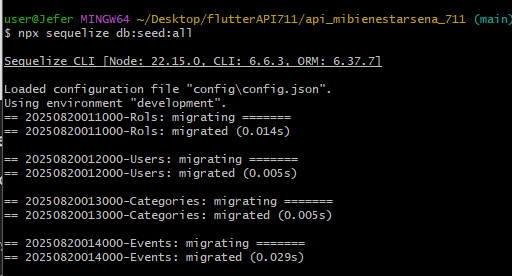 user@Jefer MINGW64 ~/Desktop/flutterAPI711/api_mibienestarsena_711 (main)
$ npx sequelize db:seed:all
Sequelize CLI [Node: 22.15.0, CLI: 6.6.3, ORM: 6.37.7]
Loaded configuration file "config\config.json".
Using environment "development".
== 20250820011000-Rols: migrating =======
== 20250820011000-Rols: migrated (0.014s)
== 20250820012000-Users: migrating =======
== 20250820012000-Users: migrated (0.005s)
== 20250820013000-Categories: migrating =======
== 20250820013000-Categories: migrated (0.005s)
== 20250820014000-Events: migrating =======
== 20250820014000-Events: migrated (0.029s)